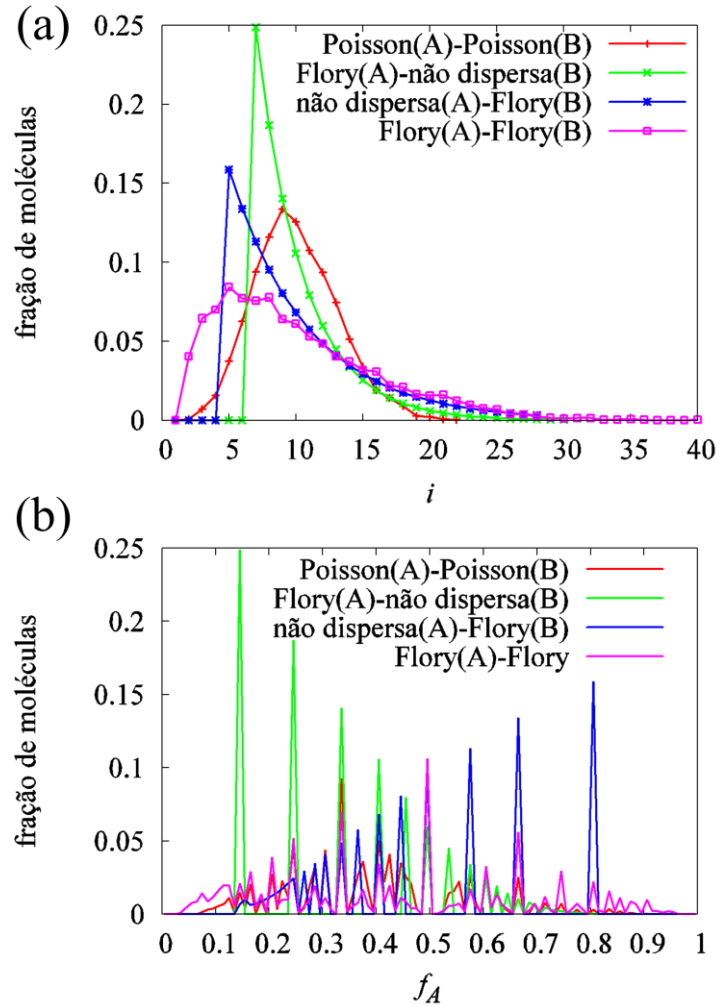 (a)
0.25
0.2
0.15
0.1
0.05
0
fração de moléculas
Poisson(A)-Poisson(B)
Flory(A)-não dispersa(B)
não dispersa(A)-Flory(B)
Flory(A)-Flory(B)
0 5 10 15 20 25 30 35 40
i
(b)
0.25
0.2
0.15
0.1
0.05
0
fração de moléculas
Poisson(A)-Poisson(B)
Flory(A)-não dispersa(B)
não dispersa(A)-Flory(B)
Flory(A)-Flory
0 0.1 0.2 0.3 0.4 0.5 0.6 0.7 0.8 0.9 1
fA